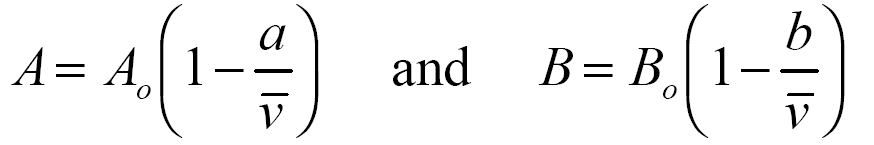 A = A_o(1 − a/v̄) and B = B_o(1 − b/v̄)